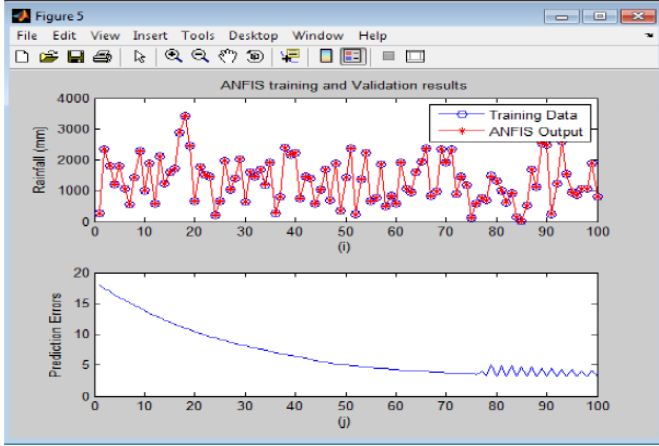 Figure 5
File Edit View Insert Tools Desktop Window Help
ANFIS training and Validation results
4000
3000
2000
1000
0
Rainfall (mm)
Training Data
ANFIS Output
0 10 20 30 40 50 60 70 80 90 100
(i)
20
15
10
5
0
Prediction Errors
0 10 20 30 40 50 60 70 80 90 100
(j)